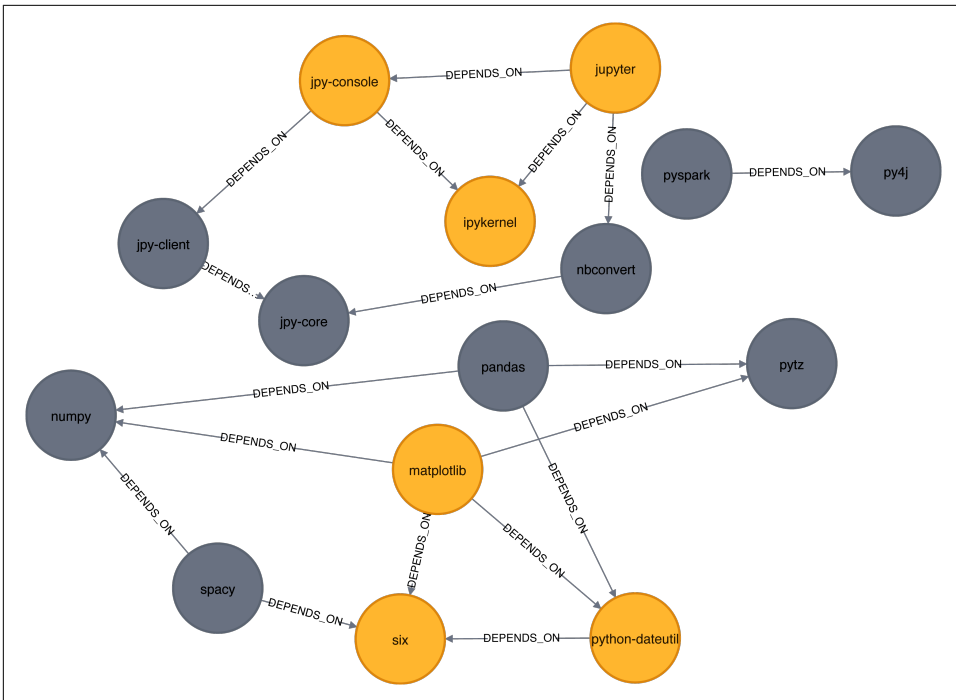 jupyter
DEPENDS_ON
jpy-console
DEPENDS_ON
DEPENDS_ON
DEPENDS_ON
DEPENDS_ON
pyspark
DEPENDS_ON
py4j
ipykernel
jpy-client
nbconvert
DEPENDS...
DEPENDS_ON
jpy-core
pandas
DEPENDS_ON
pytz
DEPENDS_ON
numpy
DEPENDS_ON
DEPENDS_ON
matplotlib
DEPENDS_ON
DEPENDS_ON
DEPENDS_ON
DEPENDS_ON
spacy
DEPENDS_ON
six
DEPENDS_ON
python-dateutil